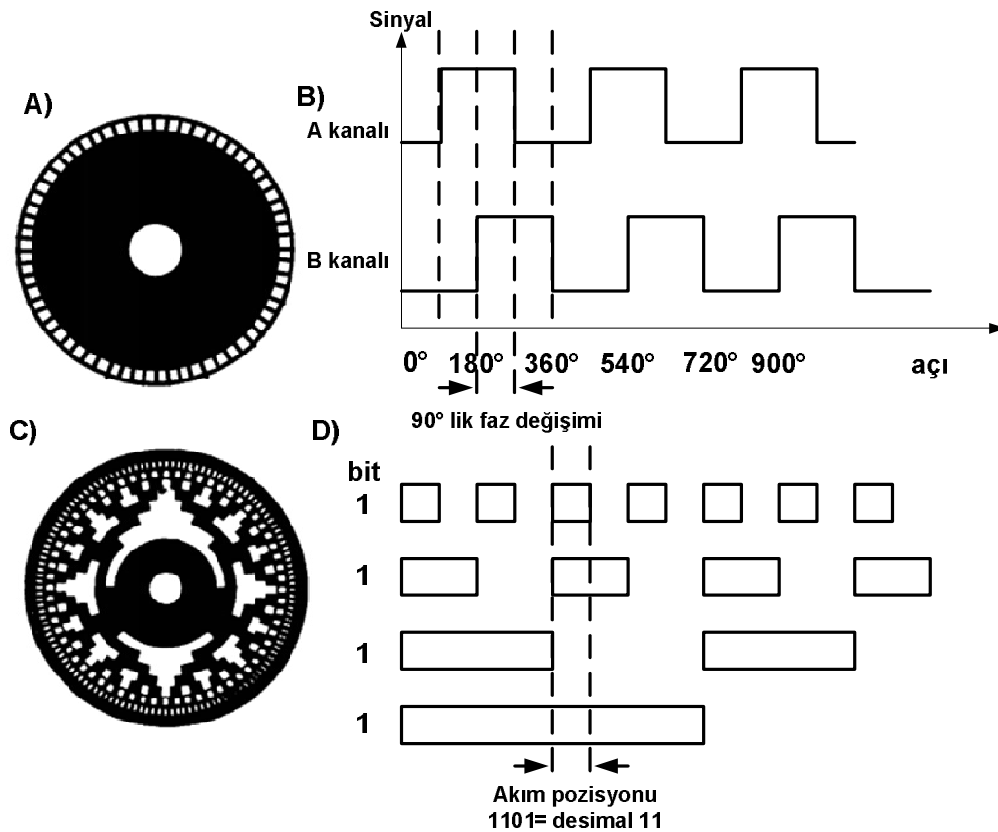 Sinyal
A)
B)
A kanalı
B kanalı
0° 180° 360° 540° 720° 900° açı
90° lik faz değişimi
C)
D)
bit
1
1
1
1
Akım pozisyonu
1101= desimal 11